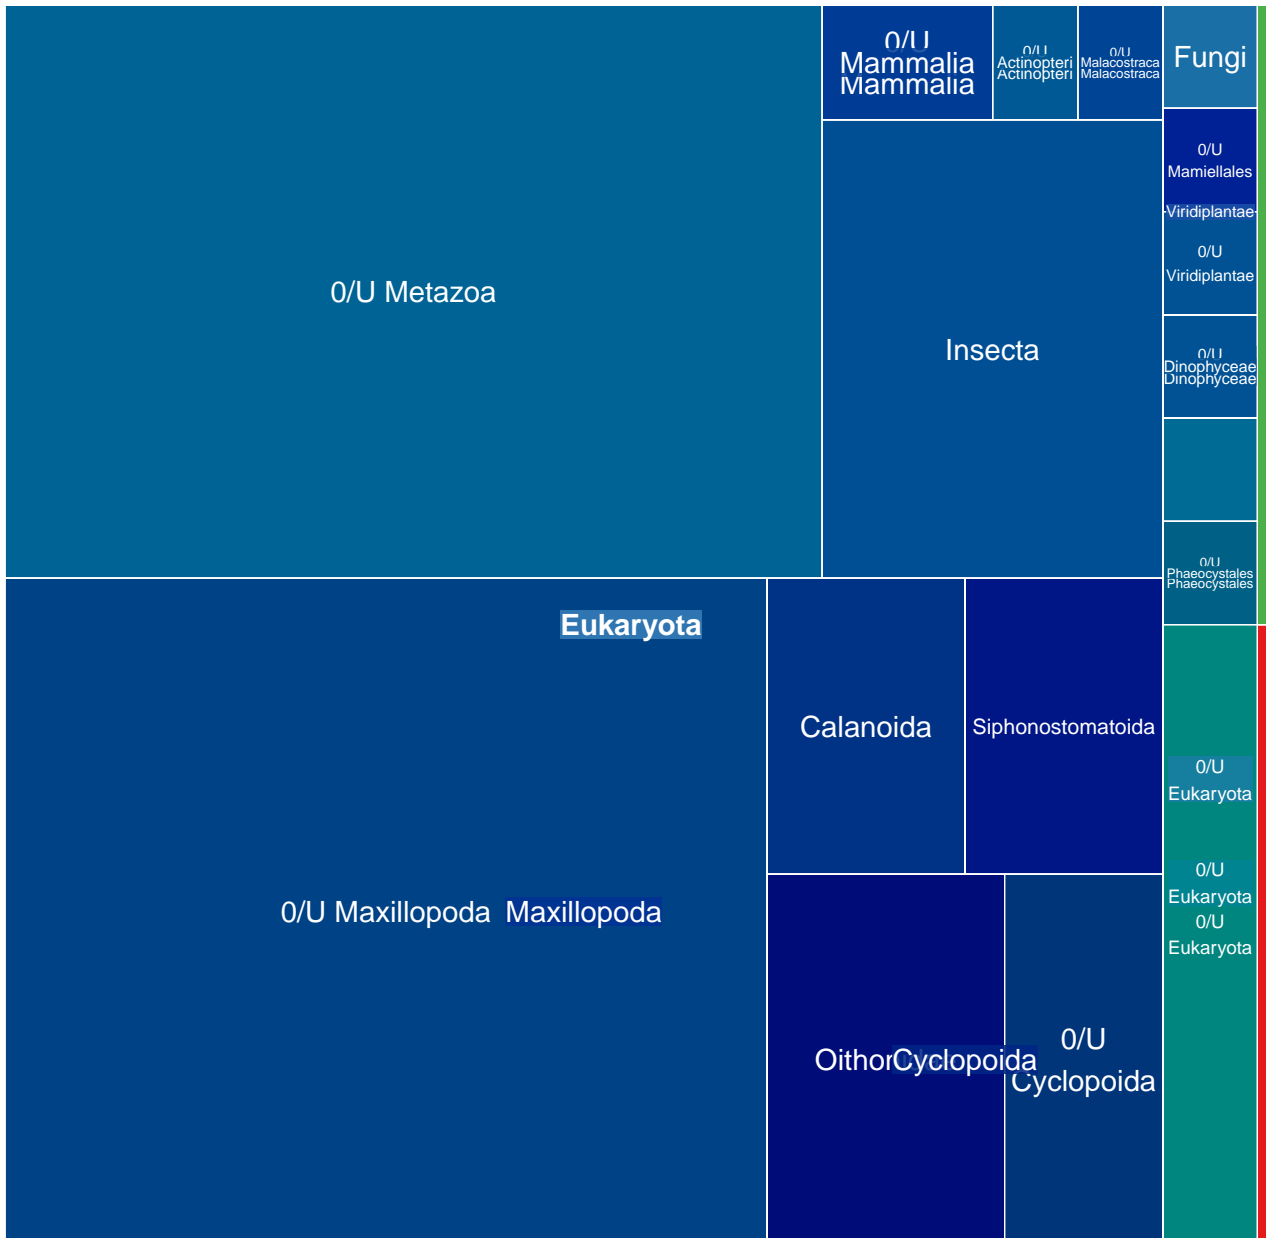 0/U
Mammalia
Mammalia
0/U
Actinopteri
Actinopteri
0/U
Malacostraca
Malacostraca
Fungi
0/U
Mamiellales
Viridiplantae
0/U
Viridiplantae
0/U Metazoa
Insecta
0/U
Dinophyceae
Dinophyceae
0/U
Phaeocystales
Phaeocystales
Eukaryota
Calanoida
Siphonostomatoida
0/U
Eukaryota
0/U
Eukaryota
0/U
Eukaryota
0/U Maxillopoda Maxillopoda
Cyclopoida
0/U
Cyclopoida